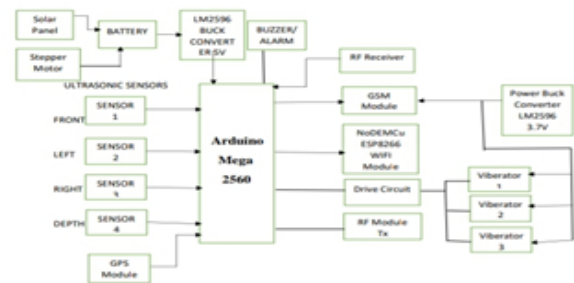 Solar
Panel
Stepper
Motor
BATTERY
LM2596
BUCK
CONVERT
ER;5V
BUZZER/
ALARM
RF Receiver
ULTRASONIC SENSORS
FRONT
SENSOR
1
LEFT
SENSOR
2
RIGHT
SENSOR
DEPTH
SENSOR
4
GPS
Module
Arduino
Mega
2560
GSM
Module
NoDEMCu
ESP8266
WIFI
Module
Drive Circuit
RF Module
Tx
Power Buck
Converter
LM2596
3.7V
Viberator
1
Viberator
2
Viberator
3